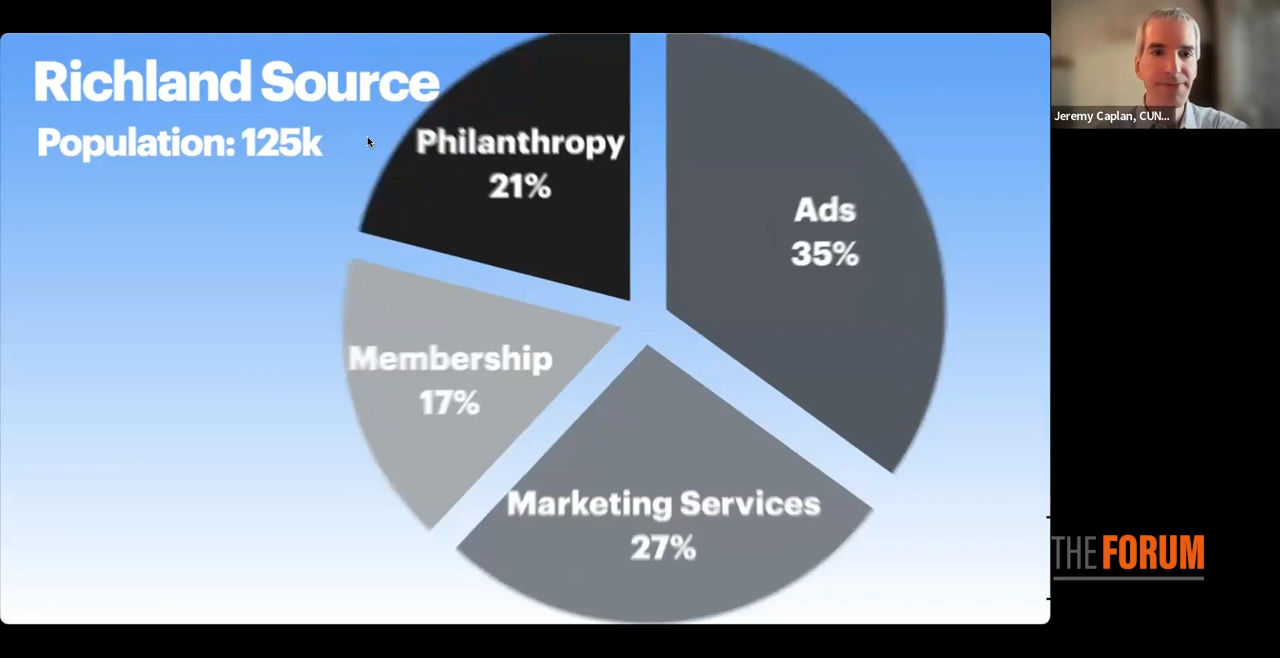 Richland Source
Population: 125k
Philanthropy
21%
Ads
35%
Membership
17%
Marketing Services
27%
Jeremy Caplan, CUN...
THE FORUM